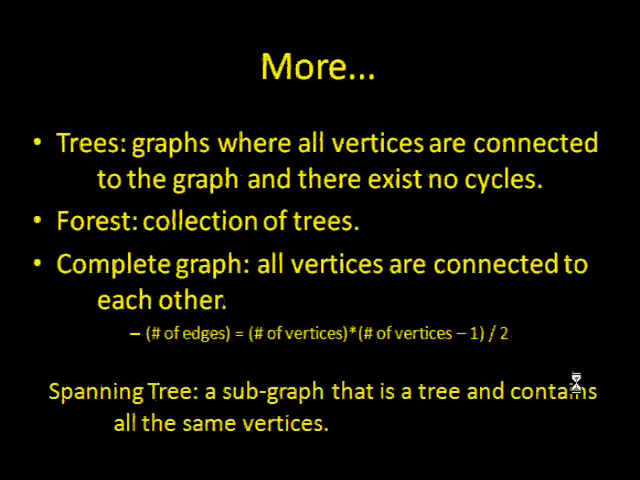 More...
• Trees: graphs where all vertices are connected
to the graph and there exist no cycles.
• Forest: collection of trees.
• Complete graph: all vertices are connected to
each other.
– (# of edges) = (# of vertices)*(# of vertices – 1) / 2
Spanning Tree: a sub-graph that is a tree and contains
all the same vertices.